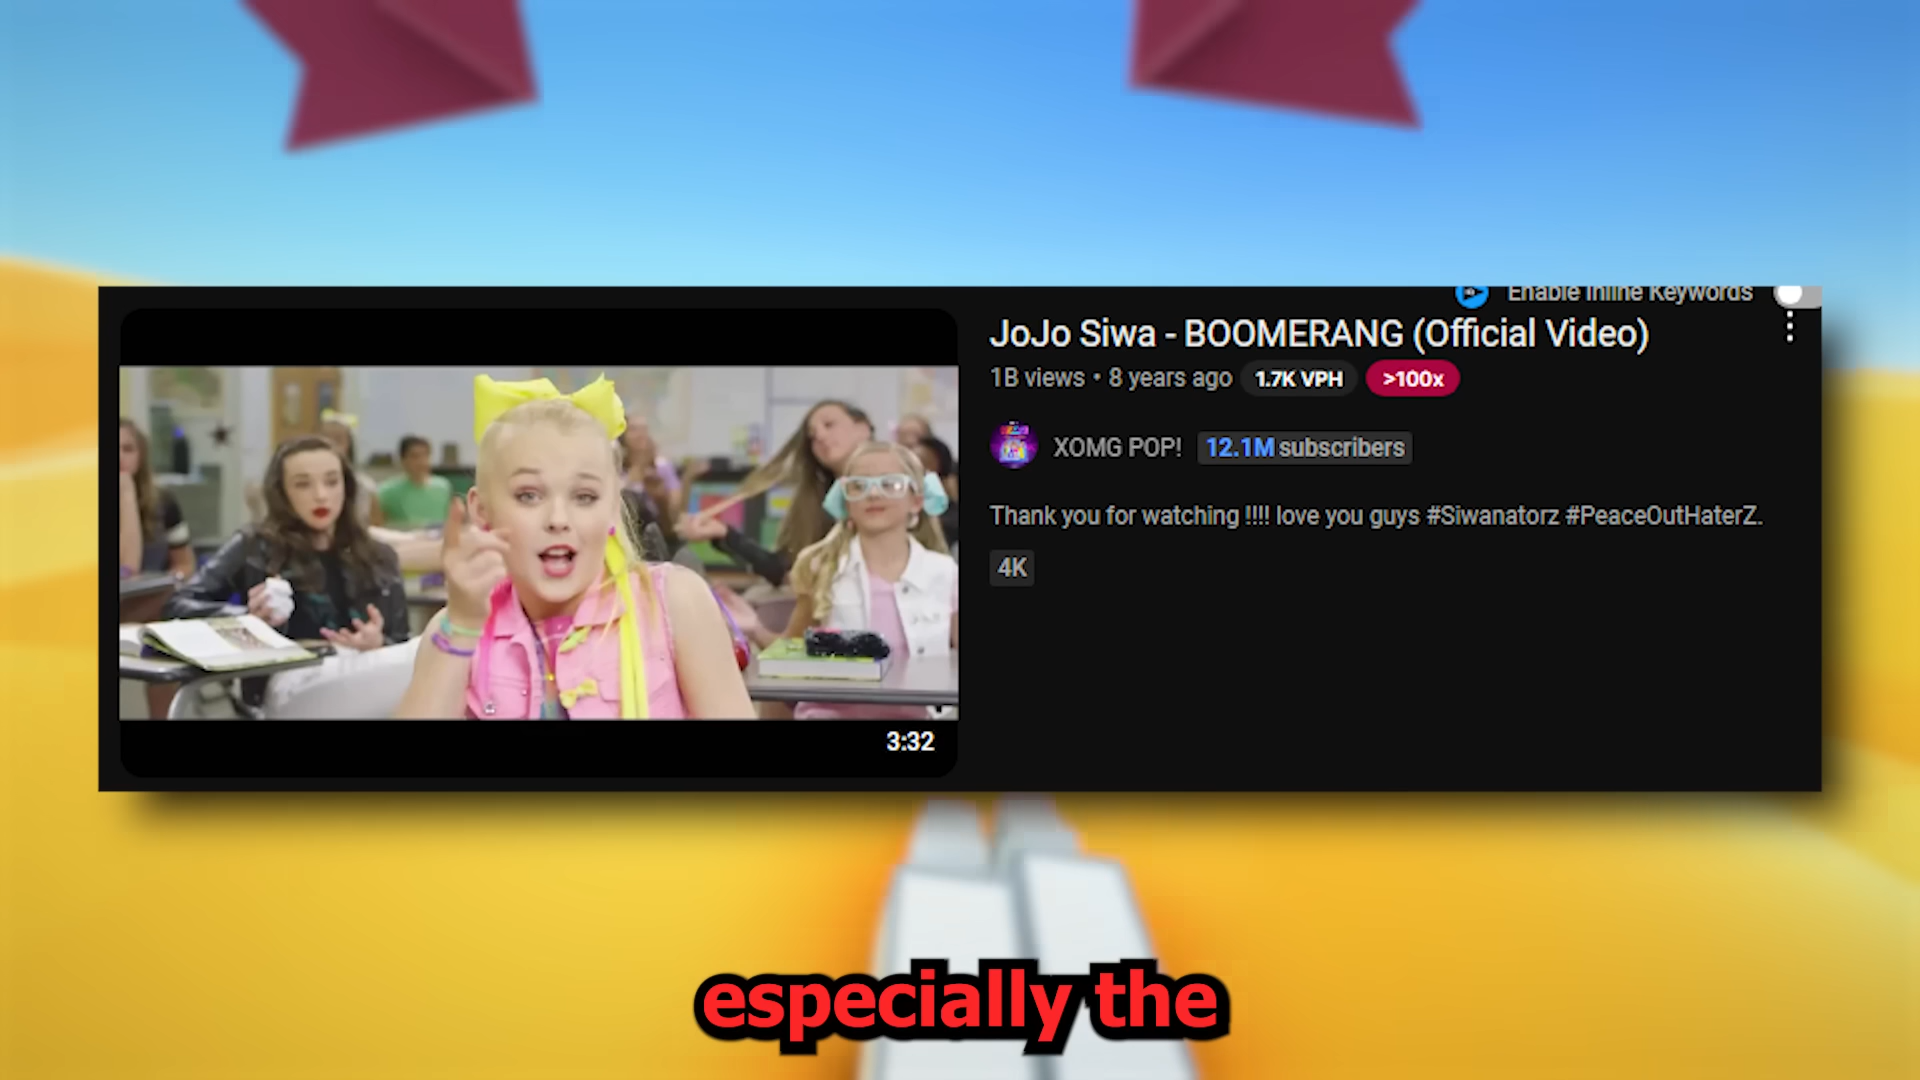 Enable Inline Keywords
JoJo Siwa - BOOMERANG (Official Video)
1B views • 8 years ago 1.7K VPH >100x
XOMG POP! 12.1M subscribers
Thank you for watching !!!! love you guys #Siwanatorz #PeaceOutHaterZ.
4K
3:32
especially the